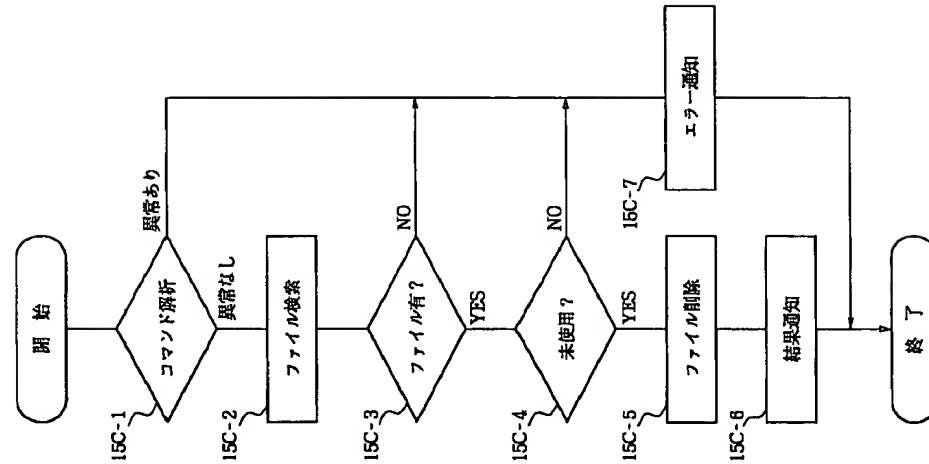 開 始
15C-1
コマンド解析
異常あり
異常なし
15C-2
ファイル検索
15C-3
ファイル有?
NO
YES
15C-4
未使用?
NO
YES
15C-5
ファイル削除
15C-7
エラー通知
15C-6
結果通知
終 了